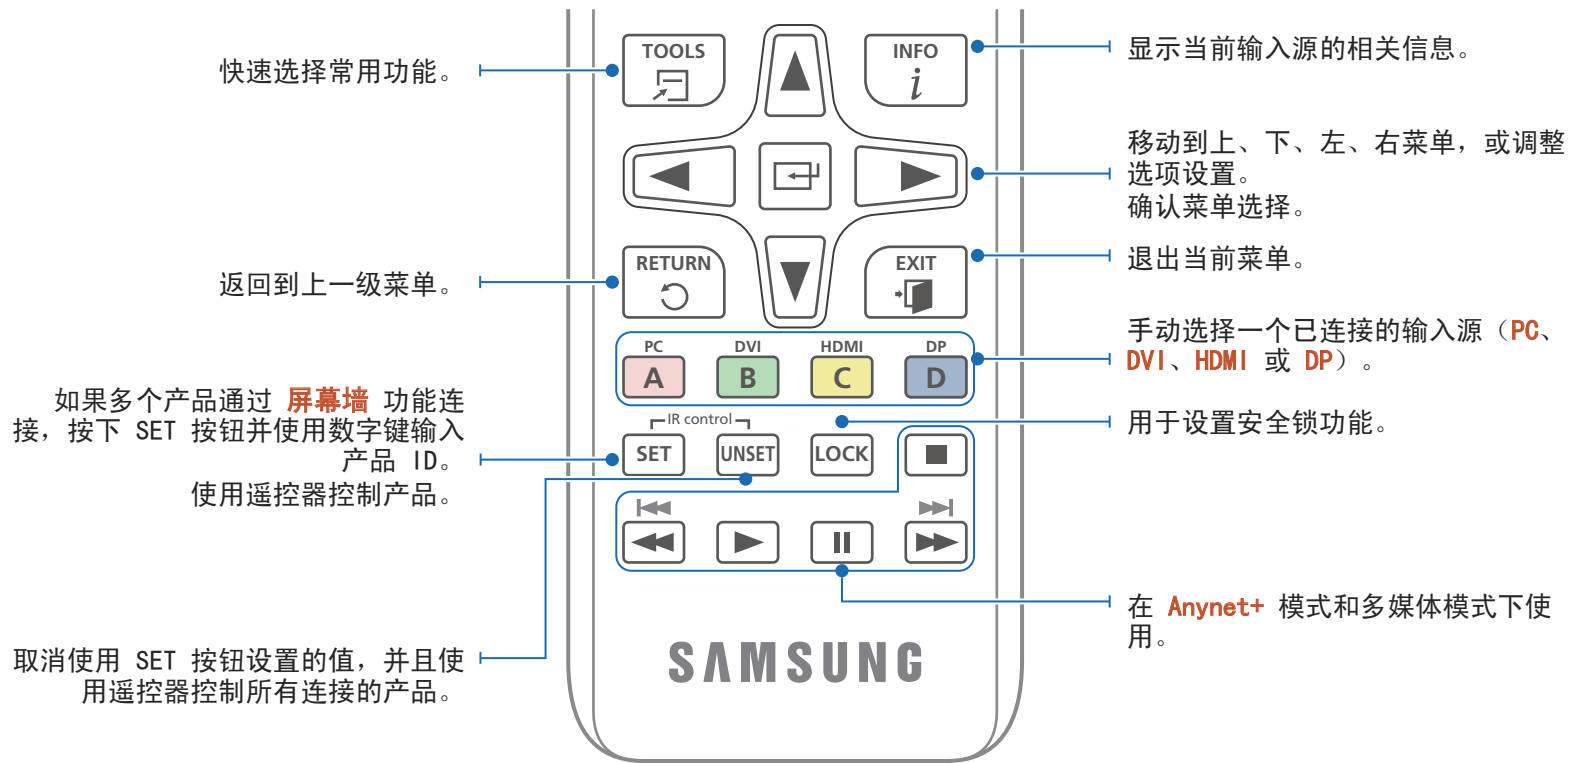 快速选择常用功能。
返回到上一级菜单。
如果多个产品通过 屏幕墙 功能连
接，按下 SET 按钮并使用数字键输入
产品 ID。
使用遥控器控制产品。
取消使用 SET 按钮设置的值，并且使
用遥控器控制所有连接的产品。
TOOLS
INFO
i
RETURN
EXIT
PC DVI HDMI DP
A B C D
IR control
SET UNSET LOCK
SAMSUNG
显示当前输入源的相关信息。
移动到上、下、左、右菜单，或调整
选项设置。
确认菜单选择。
退出当前菜单。
手动选择一个已连接的输入源（PC、
DVI、HDMI 或 DP）。
用于设置安全锁功能。
在 Anynet+ 模式和多媒体模式下使
用。